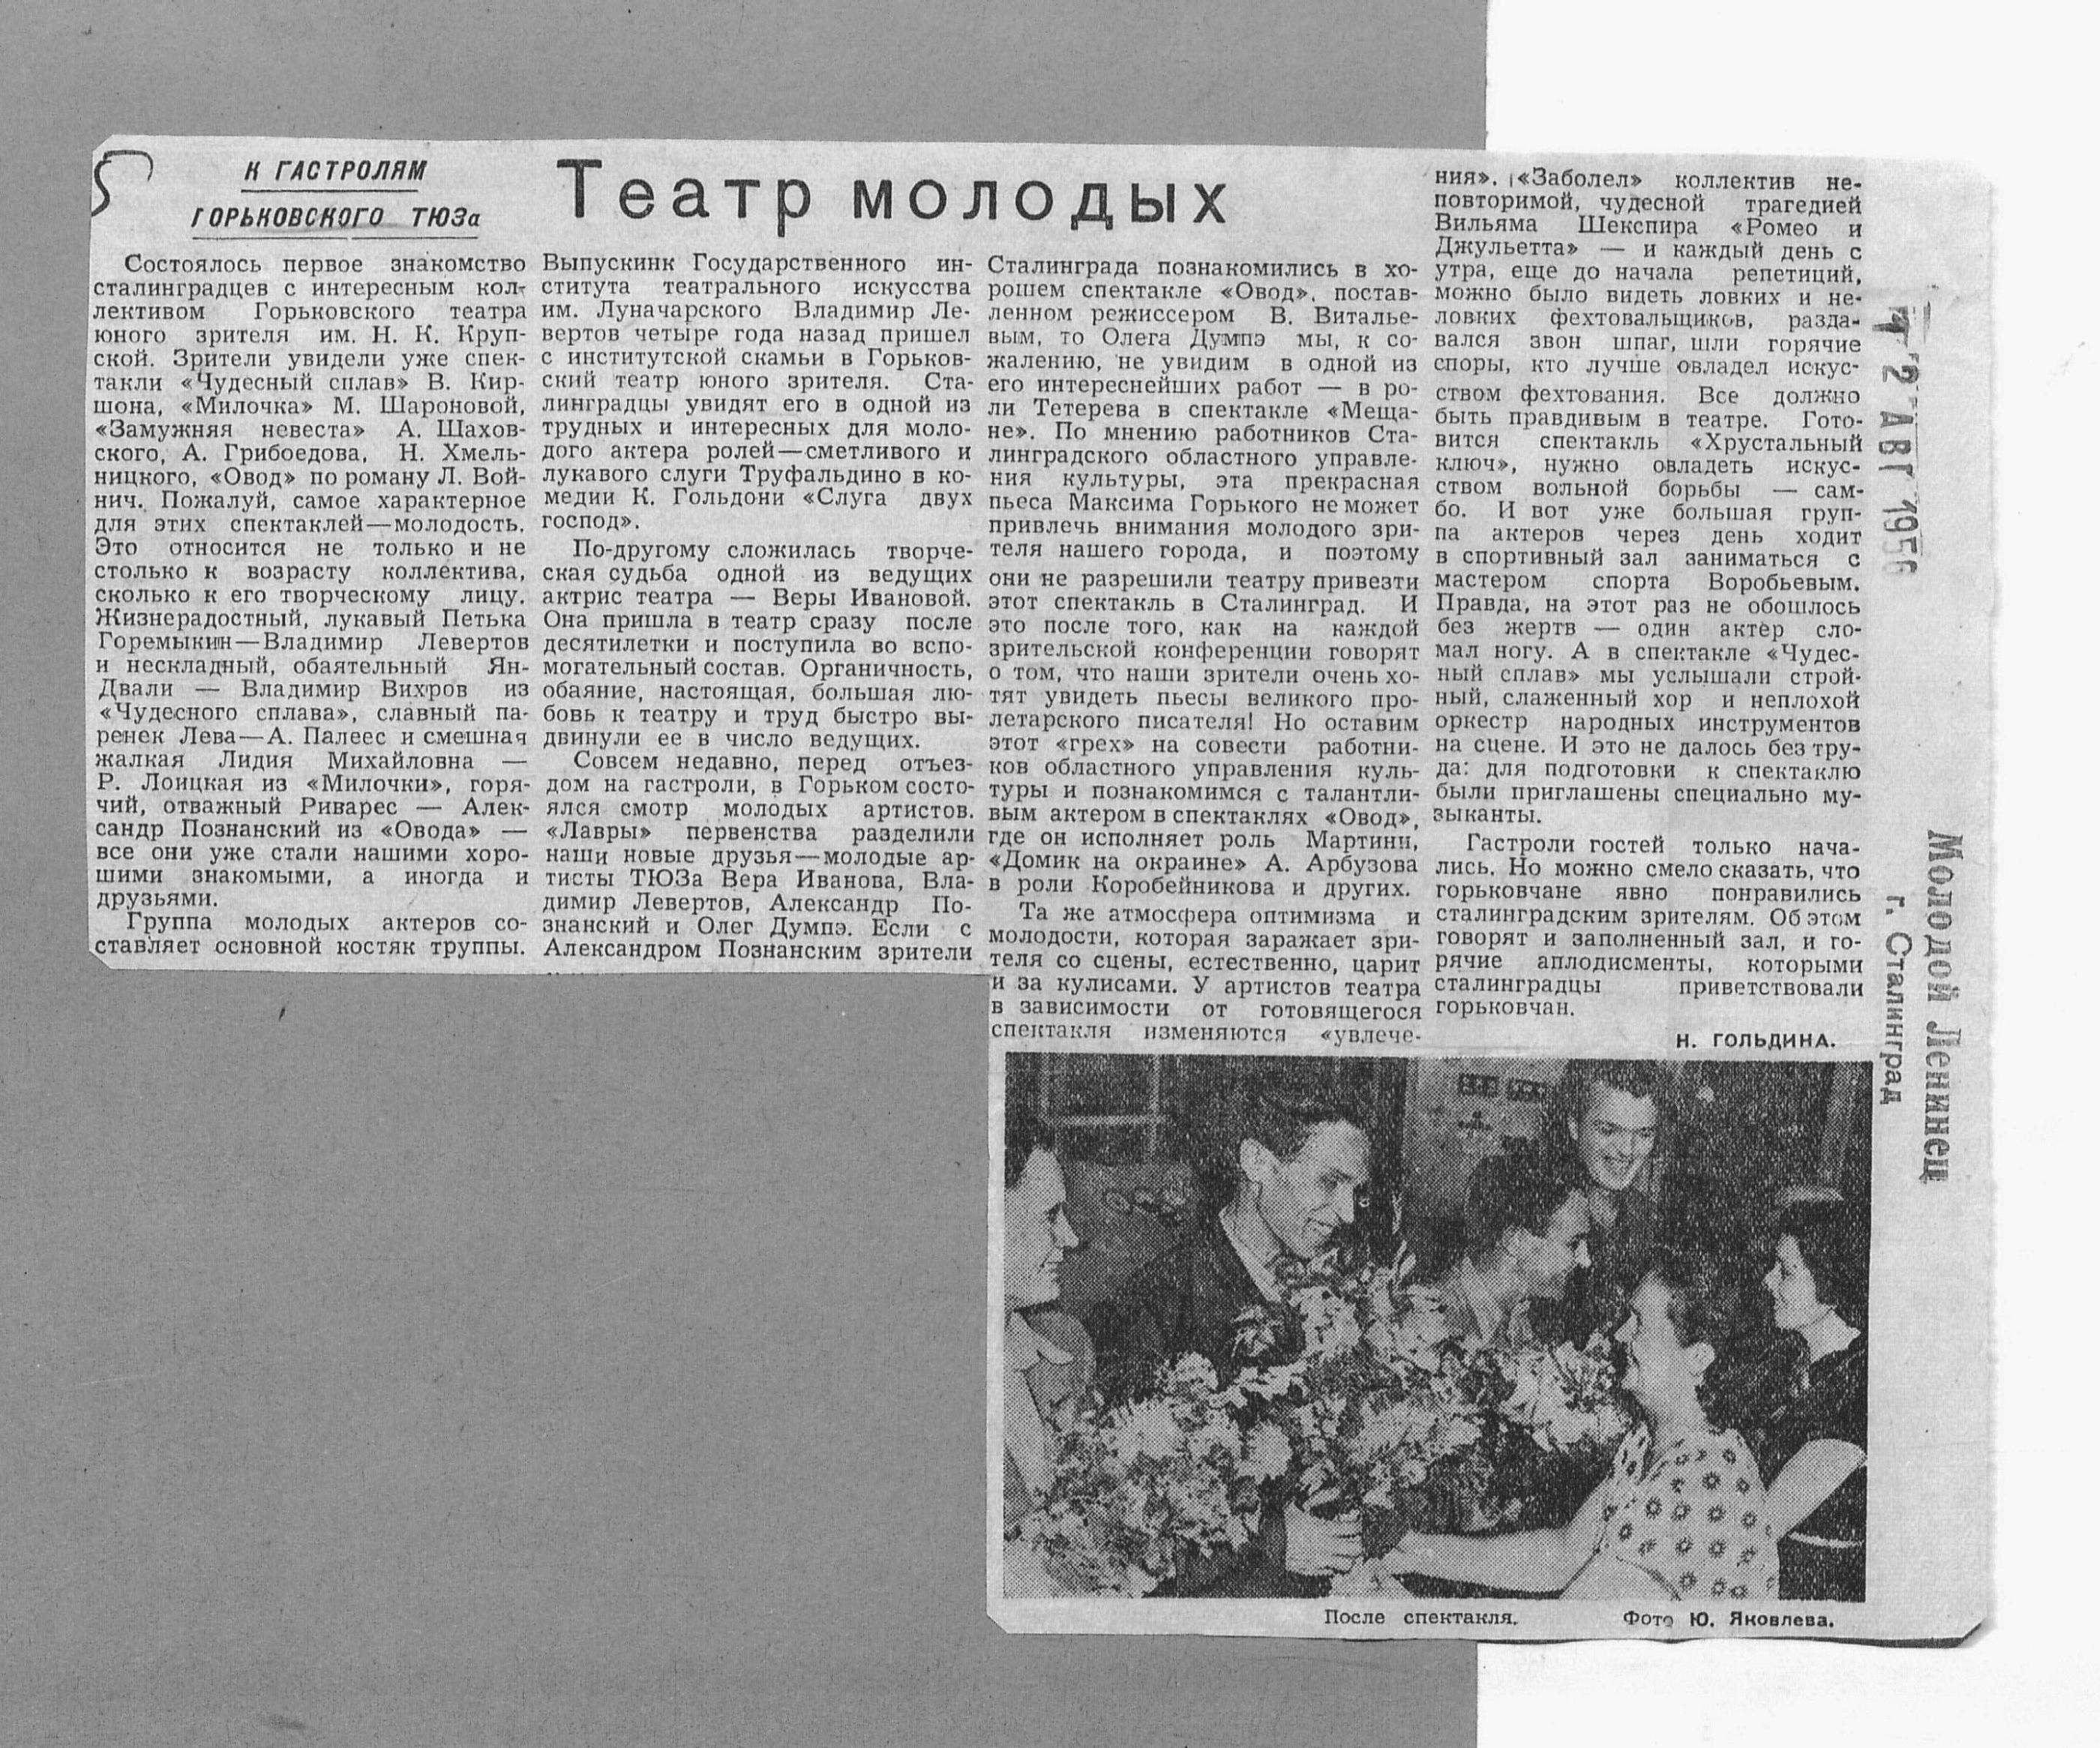 К ГАСТРОЛЯМ
ГОРЬКОВСКОГО ТЮЗа
Театр молодых
Состоялось первое знакомство
сталинградцев с интересным кол-
лективом Горьковского театра
юного зрителя им. Н. К. Круп-
ской. Зрители увидели уже спек-
такли «Чудесный сплав» В. Кир-
шона, «Милочка» М. Шароновой,
«Замужняя невеста» А. Шахов-
ского, А. Грибоедова, Н. Хмель-
ницкого, «Овод» по роману Л. Вой-
нич. Пожалуй, самое характерное
для этих спектаклей—молодость.
Это относится не только и не
столько к возрасту коллектива,
сколько к его творческому лицу.
Жизнерадостный, лукавый Петька
Горемыкин—Владимир Левертов
и нескладный, обаятельный Ян-
Двали — Владимир Вихров из
«Чудесного сплава», славный па-
ренек Лева—А. Палеес и смешная
жалкая Лидия Михайловна —
Р. Лоицкая из «Милочки», горя-
чий, отважный Риварес — Алек-
сандр Познанский из «Овода» —
все они уже стали нашими хоро-
шими знакомыми, а иногда и
друзьями.
Группа молодых актеров со-
ставляет основной костяк труппы.
Выпускинк Государственного ин-
ститута театрального искусства
им. Луначарского Владимир Ле-
вертов четыре года назад пришел
с институтской скамьи в Горьков-
ский театр юного зрителя. Ста-
линградцы увидят его в одной из
трудных и интересных для моло-
дого актера ролей—сметливого и
лукавого слуги Труфальдино в ко-
медии К. Гольдони «Слуга двух
господ».
По-другому сложилась творче-
ская судьба одной из ведущих
актрис театра — Веры Ивановой.
Она пришла в театр сразу после
десятилетки и поступила во вспо-
могательный состав. Органичность,
обаяние, настоящая, большая лю-
бовь к театру и труд быстро вы-
двинули ее в число ведущих.
Совсем недавно, перед отъез-
дом на гастроли, в Горьком состо-
ялся смотр молодых артистов.
«Лавры» первенства разделили
наши новые друзья—молодые ар-
тисты ТЮЗа Вера Иванова, Вла-
димир Левертов, Александр По-
знанский и Олег Думпэ. Если с
Александром Познанским зрители
Сталинграда познакомились в хо-
рошем спектакле «Овод», постав-
ленном режиссером В. Виталье-
вым, то Олега Думпэ мы, к со-
жалению, не увидим в одной из
его интереснейших работ — в ро-
ли Тетерева в спектакле «Меща-
не». По мнению работников Ста-
линградского областного управле-
ния культуры, эта прекрасная
пьеса Максима Горького не может
привлечь внимания молодого зри-
теля нашего города, и поэтому
они не разрешили театру привезти
этот спектакль в Сталинград. И
это после того, как на каждой
зрительской конференции говорят
о том, что наши зрители очень хо-
тят увидеть пьесы великого про-
летарского писателя! Но оставим
этот «грех» на совести работни-
ков областного управления куль-
туры и познакомимся с талантли-
вым актером в спектаклях «Овод»,
где он исполняет роль Мартини,
«Домик на окраине» А. Арбузова
в роли Коробейникова и других.
Та же атмосфера оптимизма и
молодости, которая заражает зри-
теля со сцены, естественно, царит
и за кулисами. У артистов театра
в зависимости от готовящегося
спектакля изменяются «увлече-
ния». «Заболел» коллектив не-
повторимой, чудесной трагедией
Вильяма Шекспира «Ромео и
Джульетта» — и каждый день с
утра, еще до начала репетиций,
можно было видеть ловких и не-
ловких фехтовальщиков, разда-
вался звон шпаг, шли горячие
споры, кто лучше овладел искус-
ством фехтования. Все должно
быть правдивым в театре. Гото-
вится спектакль «Хрустальный
ключ», нужно овладеть искус-
ством вольной борьбы — сам-
бо. И вот уже большая груп-
па актеров через день ходит
в спортивный зал заниматься с
мастером спорта Воробьевым.
Правда, на этот раз не обошлось
без жертв — один актер сло-
мал ногу. А в спектакле «Чудес-
ный сплав» мы услышали строй-
ный, слаженный хор и неплохой
оркестр народных инструментов
на сцене. И это не далось без тру-
да: для подготовки к спектаклю
были приглашены специально му-
зыканты.
Гастроли гостей только нача-
лись. Но можно смело сказать, что
горьковчане явно понравились
сталинградским зрителям. Об этом
говорят и заполненный зал, и го-
рячие аплодисменты, которыми
сталинградцы приветствовали
горьковчан.
Н. ГОЛЬДИНА.
После спектакля.
Фото Ю. Яковлева.
2 АВГ 1956
Молодой Ленинец
г. Сталинград